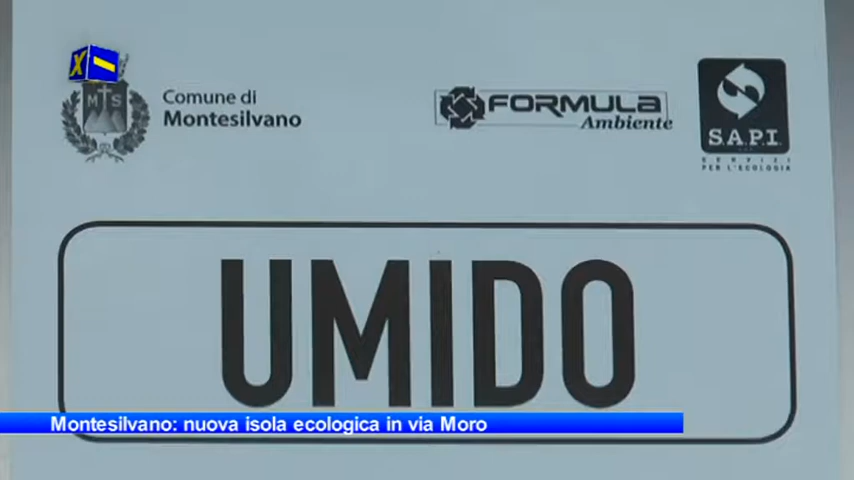 Comune di
Montesilvano
M S
FORMULA
Ambiente
S.A.P.I.
SERVIZI
PER L'ECOLOGIA
UMIDO
Montesilvano: nuova isola ecologica in via Moro